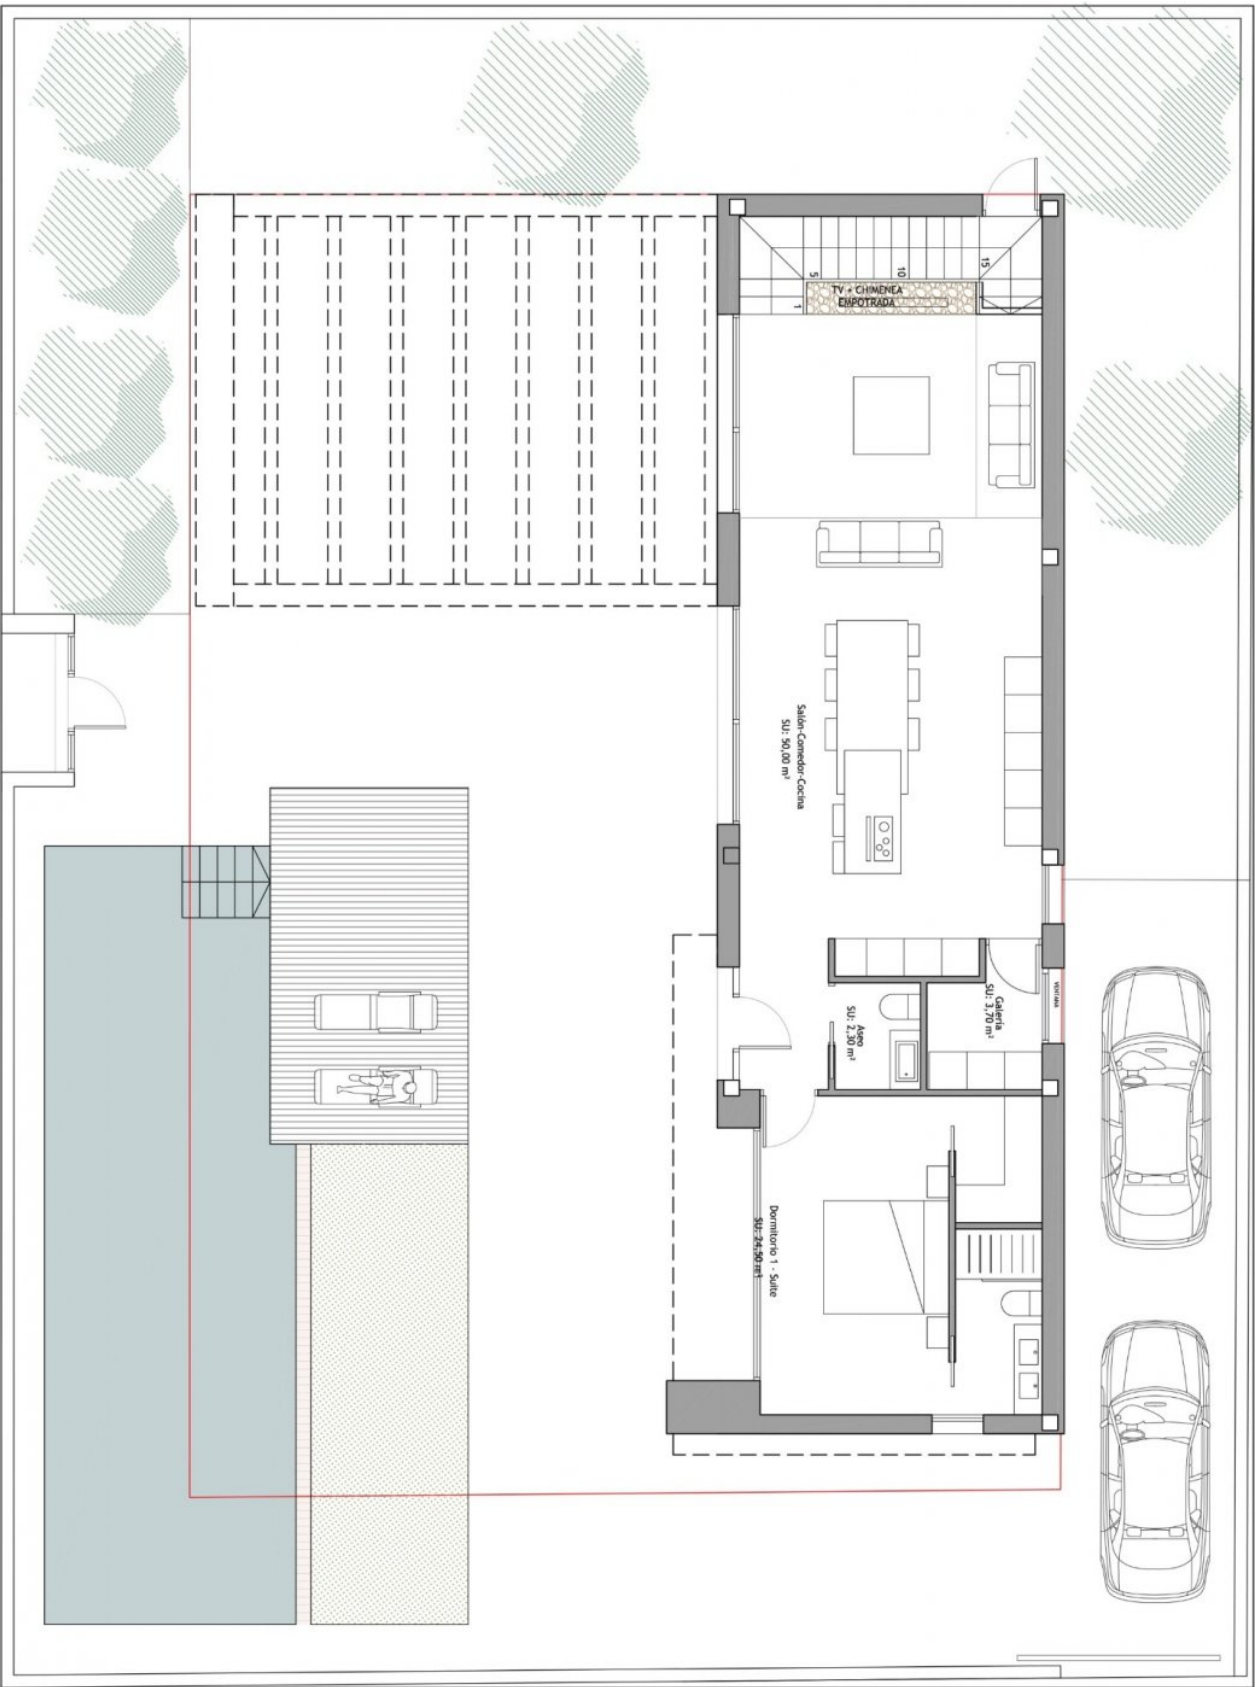 15
10
5
1
TV + CHIMENEA
EMPOTRADA
Salón-Comedor-Cocina
SU: 50,00 m²
VENTANA
Galería
SU: 3,70 m²
Aseo
SU: 2,30 m²
Dormitorio 1 - Suite
SU: 24,50 m²